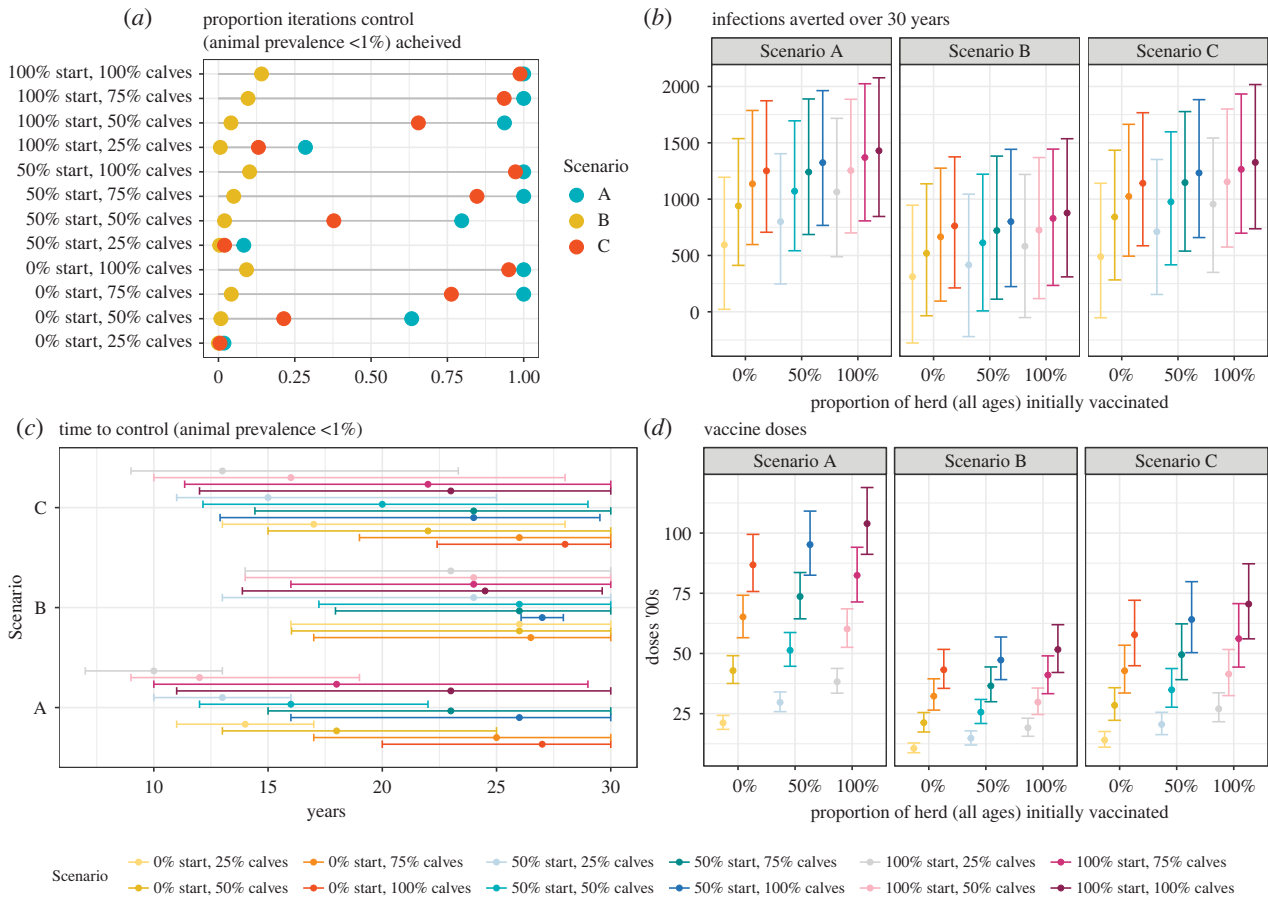 (a)
proportion iterations control
(animal prevalence <1%) acheived
100% start, 100% calves
100% start, 75% calves
100% start, 50% calves
100% start, 25% calves
50% start, 100% calves
50% start, 75% calves
50% start, 50% calves
50% start, 25% calves
0% start, 100% calves
0% start, 75% calves
0% start, 50% calves
0% start, 25% calves
0 0.25 0.50 0.75 1.00
Scenario
A
B
C
(b) infections averted over 30 years
Scenario A Scenario B Scenario C
2000
1500
1000
500
0
0% 50% 100% 0% 50% 100% 0% 50% 100%
proportion of herd (all ages) initially vaccinated
(c) time to control (animal prevalence <1%)
Scenario
C
B
A
10 15 20 25 30
years
(d) vaccine doses
Scenario A Scenario B Scenario C
doses '00s
100
75
50
25
0% 50% 100% 0% 50% 100% 0% 50% 100%
proportion of herd (all ages) initially vaccinated
Scenario
0% start, 25% calves 0% start, 75% calves 50% start, 25% calves 50% start, 75% calves 100% start, 25% calves 100% start, 75% calves
0% start, 50% calves 0% start, 100% calves 50% start, 50% calves 50% start, 100% calves 100% start, 50% calves 100% start, 100% calves